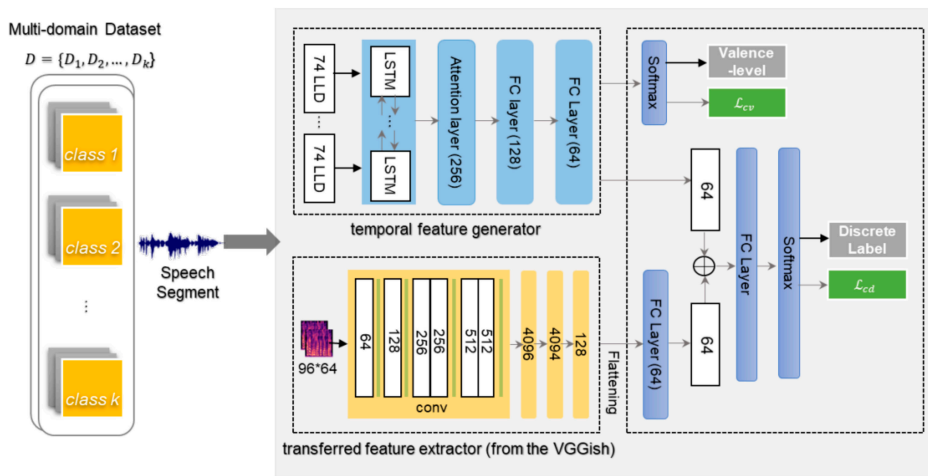 Multi-domain Dataset
D = {D₁, D₂, ..., Dₖ}
class 1
class 2
⋮
class k
Speech
Segment
74 LLD
...
74 LLD
LSTM
...
LSTM
Attention layer (256)
FC layer (128)
FC Layer (64)
temporal feature generator
96*64
64
128
256
256
512
512
conv
4096
4094
128
transferred feature extractor (from the VGGish)
Flattening
Softmax
Valence
-level
ℒcv
64
FC Layer (64)
64
FC Layer
Softmax
Discrete
Label
ℒcd